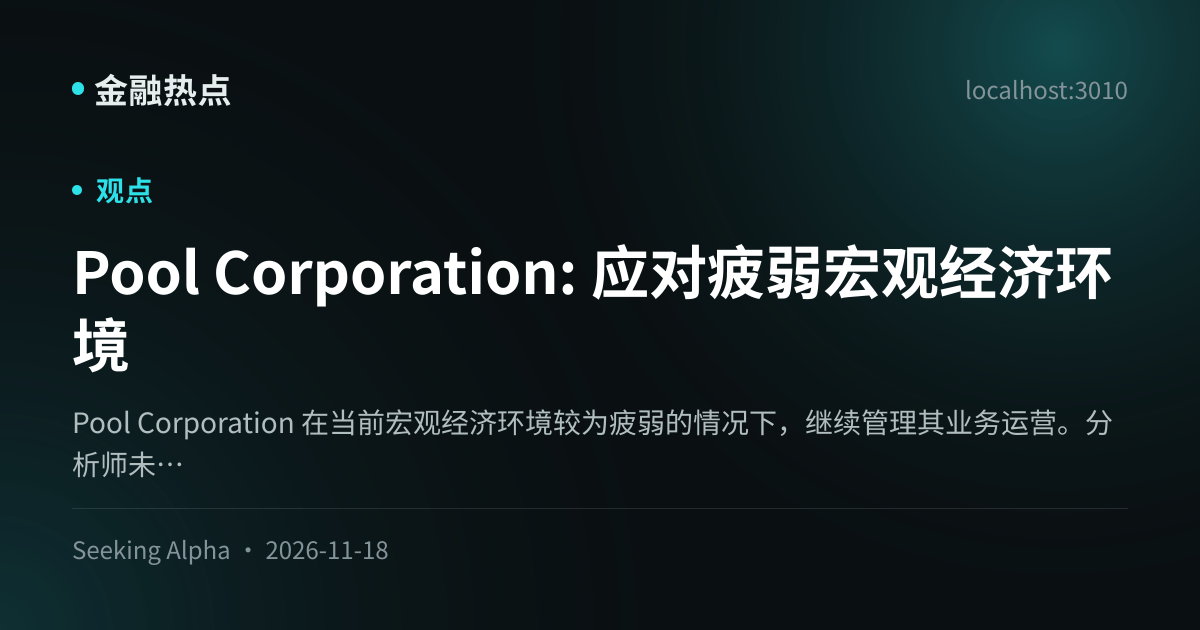 金融热点
localhost:3010
观点
Pool Corporation: 应对疲弱宏观经济环
境
Pool Corporation 在当前宏观经济环境较为疲弱的情况下，继续管理其业务运营。分
析师未…
Seeking Alpha · 2026-11-18